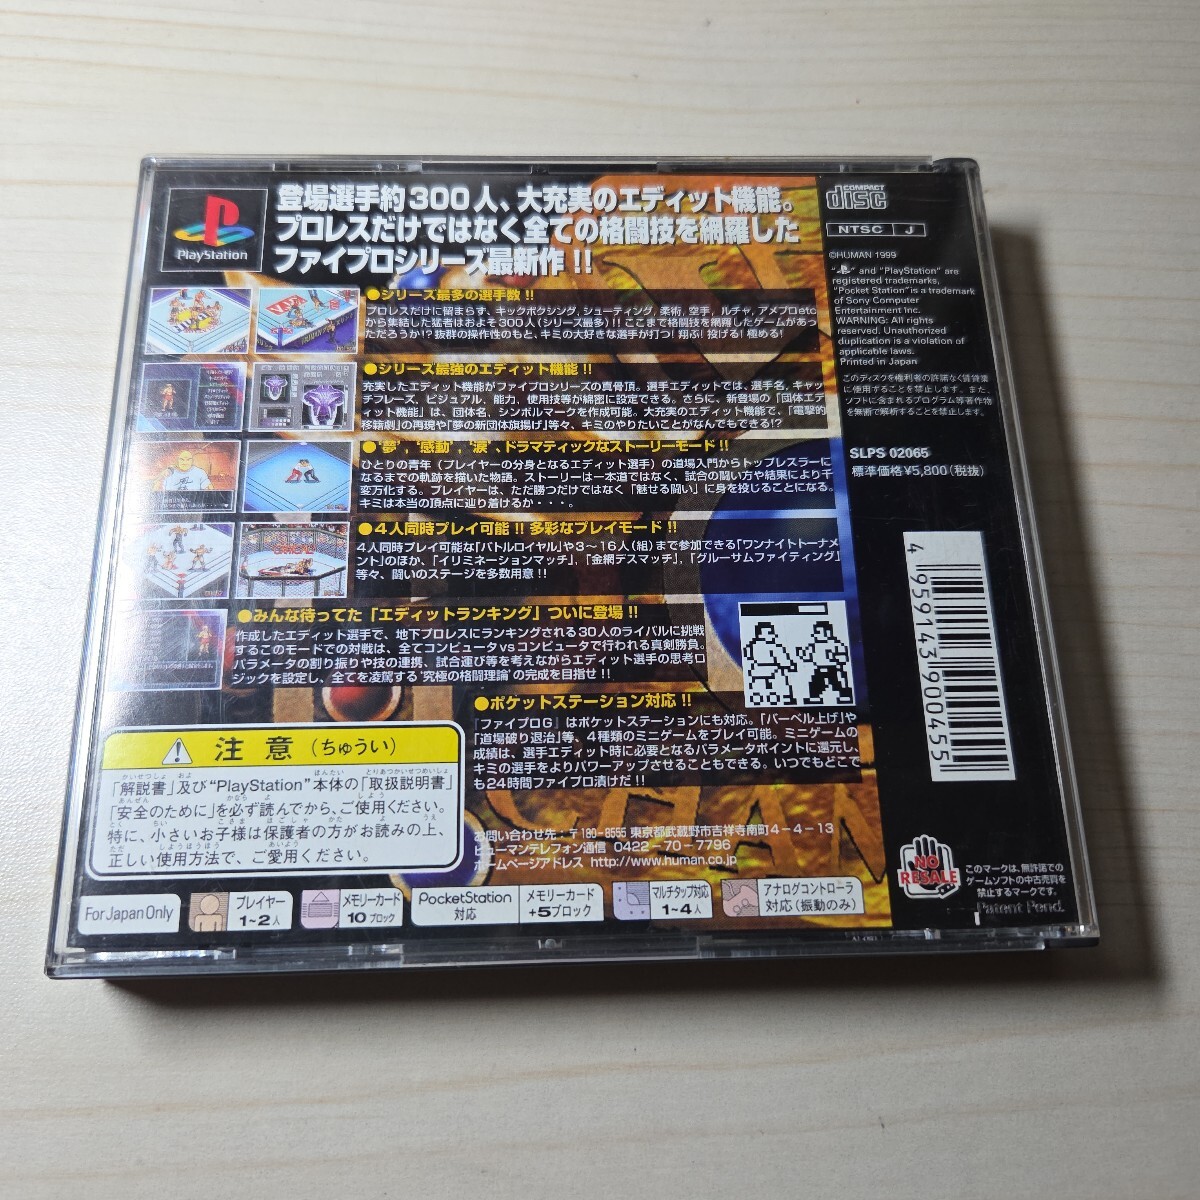 PlayStation
登場選手約300人、大充実のエディット機能。
プロレスだけではなく全ての格闘技を網羅した
ファイプロシリーズ最新作!!
●シリーズ最多の選手数!!
プロレスだけに留まらず、キックボクシング、シューティング、柔術、空手、ルチャ、アメプロetc
から集結した猛者はおよそ300人(シリーズ最多)!!ここまで格闘技を網羅したゲームがあっ
ただろうか!?抜群の操作性のもと、キミの大好きな選手が打つ!翔ぶ!投げる!極める!
●シリーズ最強のエディット機能!!
充実したエディット機能がファイプロシリーズの真骨頂。選手エディットでは、選手名、キャッ
チフレーズ、ビジュアル、能力、使用技等が綿密に設定できる。さらに、新登場の「団体エデ
ィット機能」は、団体名、シンボルマークを作成可能。大充実のエディット機能で、「電撃的
移籍劇」の再現や「夢の新団体旗揚げ」等々、キミのやりたいことがなんでもできる!?
●'夢','感動','涙'、ドラマティックなストーリーモード!!
ひとりの青年(プレイヤーの分身となるエディット選手)の道場入門からトップレスラーに
なるまでの軌跡を描いた物語。ストーリーは一本道ではなく、試合の闘い方や結果により千
変万化する。プレイヤーは、ただ勝つだけではなく「魅せる闘い」に身を投じることになる。
キミは本当の頂点に辿り着けるか・・・。
●4人同時プレイ可能!!多彩なプレイモード!!
4人同時プレイ可能な「バトルロイヤル」や3〜16人(組)まで参加できる「ワンナイトトーナメ
ント」のほか、「イリミネーションマッチ」、「金網デスマッチ」、「グルーサムファイティング」
等々、闘いのステージを多数用意!!
●みんな待ってた「エディットランキング」ついに登場!!
作成したエディット選手で、地下プロレスにランキングされる30人のライバルに挑戦
するこのモードでの対戦は、全てコンピュータvsコンピュータで行われる真剣勝負。
パラメータの割り振りや技の連携、試合運び等を考えながらエディット選手の思考ロ
ジックを設定し、全てを凌駕する'究極の格闘理論'の完成を目指せ!!
●ポケットステーション対応!!
「ファイプロG」はポケットステーションにも対応。「バーベル上げ」や
「道場破り退治」等、4種類のミニゲームをプレイ可能。ミニゲームの
成績は、選手エディット時に必要となるパラメータポイントに還元し、
キミの選手をよりパワーアップさせることもできる。いつでもどこで
も24時間ファイプロ漬けだ!!
お問い合わせ先:〒180-8555 東京都武蔵野市吉祥寺南町4-4-13
ヒューマンテレフォン通信 0422-70-7796
ホームページアドレス http://www.human.co.jp
注意(ちゅうい)
「解説書」及び"PlayStation"本体の「取扱説明書」
「安全のために」を必ず読んでから、ご使用ください。
特に、小さいお子様は保護者の方がお読みの上、
正しい使用方法で、ご愛用ください。
For Japan Only
プレイヤー
1~2人
メモリーカード
10ブロック
PocketStation
対応
メモリーカード
+5ブロック
マルチタップ対応
1~4人
アナログコントローラ
対応(振動のみ)
COMPACT
disc
NTSC J
©HUMAN 1999
" " and "PlayStation" are
registered trademarks,
"Pocket Station" is a trademark
of Sony Computer
Entertainment Inc.
WARNING: All rights
reserved. Unauthorized
duplication is a violation of
applicable laws.
Printed in Japan
このディスクを権利者の許諾なく賃貸業
に使用することを禁止します。また、
ソフトに含まれるプログラム等著作物
を無断で解析することも禁止します。
SLPS 02065
標準価格¥5,800(税抜)
4 959143 900455
NO
RESALE
このマークは、無許諾での
ゲームソフトの中古売買を
禁止するマークです。
Patent Pend.